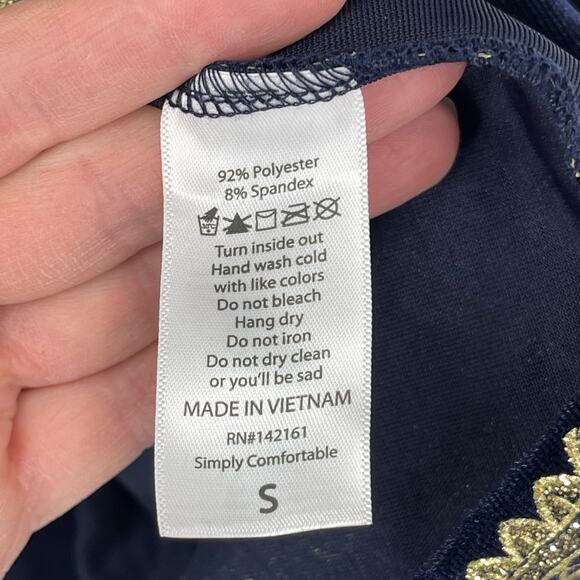 92% Polyester
8% Spandex
Turn inside out
Hand wash cold
with like colors
Do not bleach
Hang dry
Do not iron
Do not dry clean
or you'll be sad
MADE IN VIETNAM
RN#142161
Simply Comfortable
S